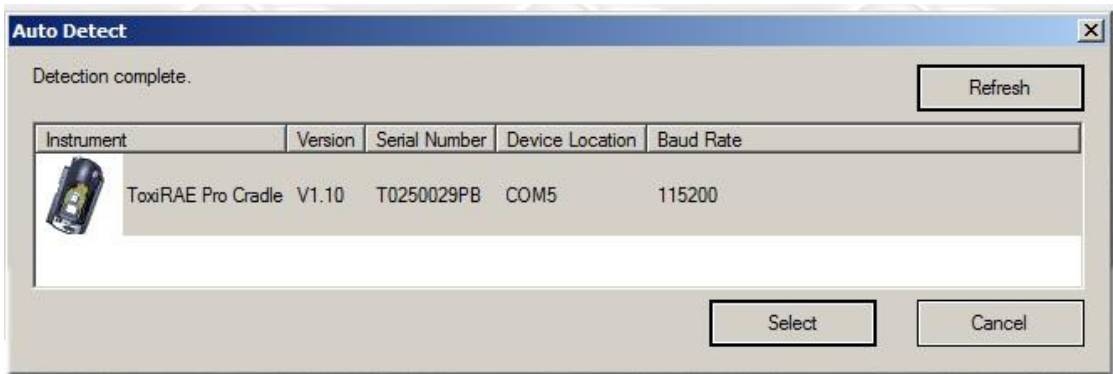 Auto Detect
Detection complete.
Refresh
Instrument Version Serial Number Device Location Baud Rate
ToxiRAE Pro Cradle V1.10 T0250029PB COM5 115200
Select Cancel